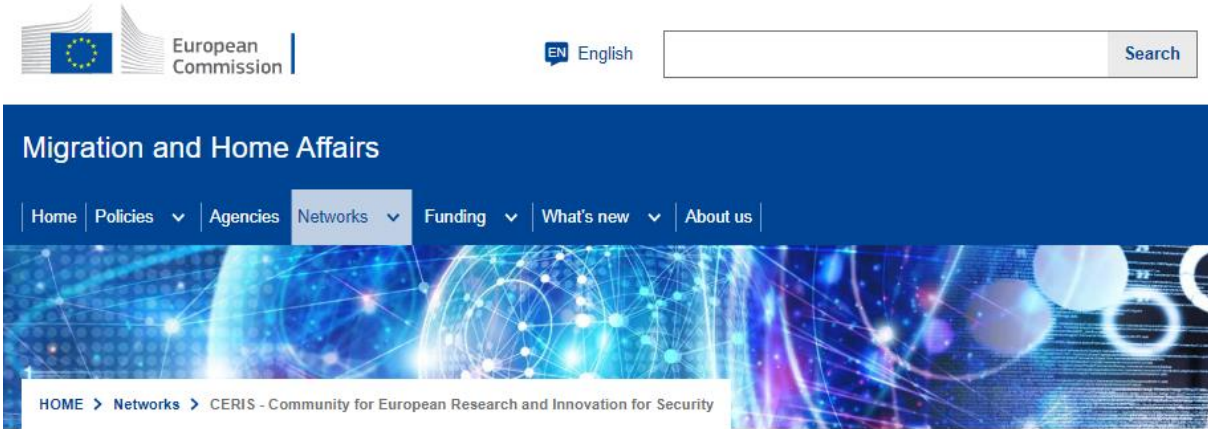 European
Commission
EN English
Search
Migration and Home Affairs
Home Policies Agencies Networks Funding What's new About us
HOME > Networks > CERIS - Community for European Research and Innovation for Security